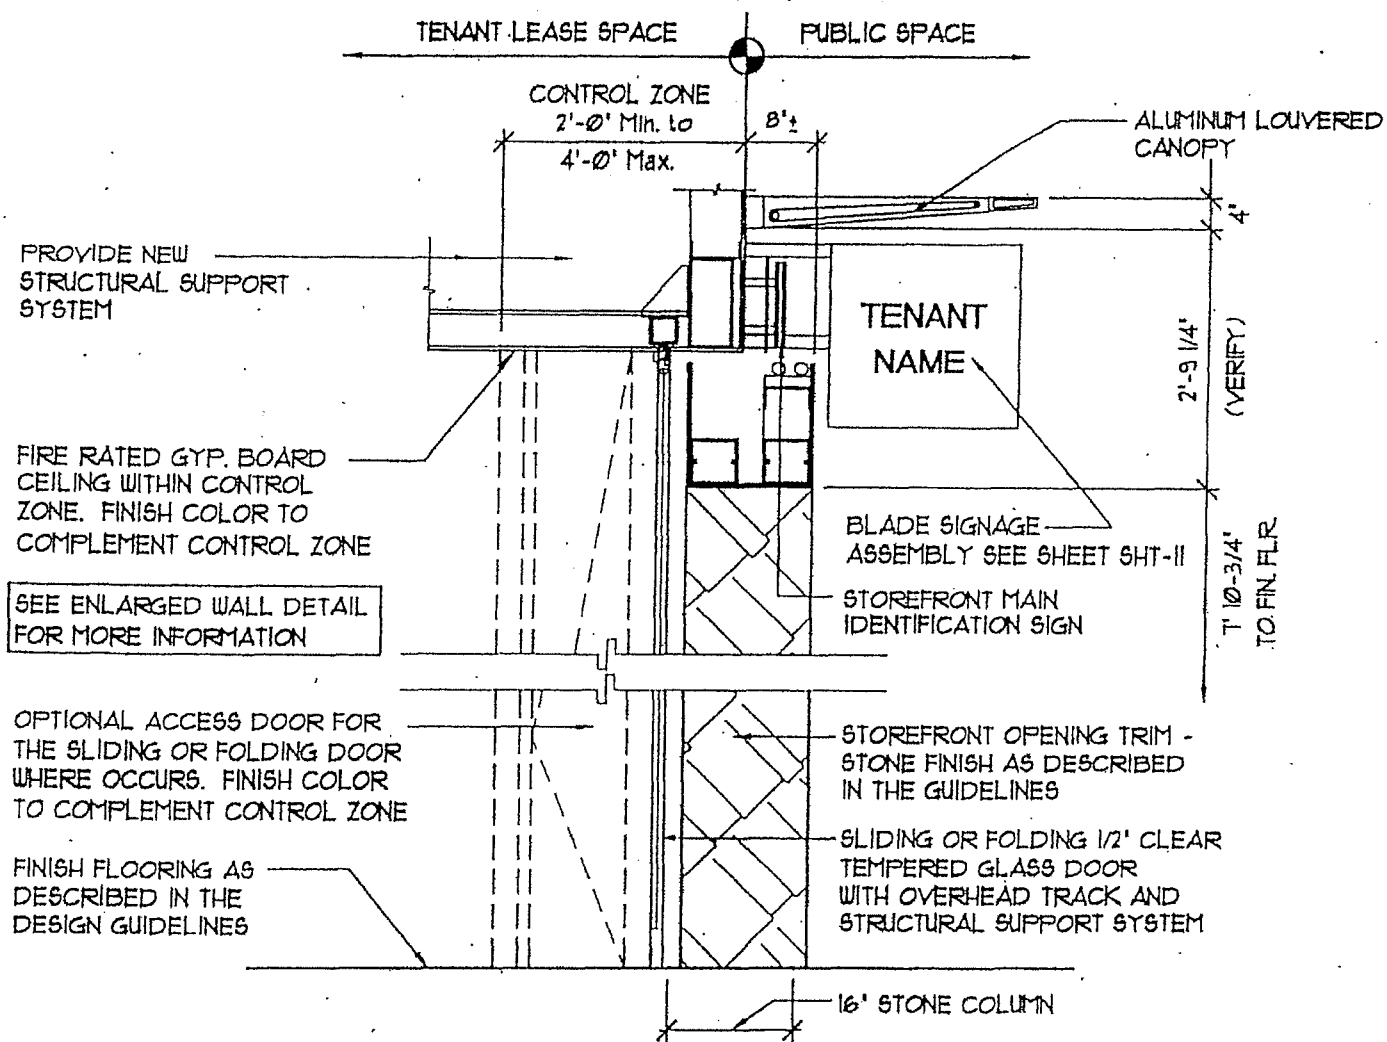 TENANT LEASE SPACE
PUBLIC SPACE
CONTROL ZONE
2'-0' Min. to
4'-0' Max.
8'±
ALUMINUM LOUVERED
CANOPY
4'
PROVIDE NEW
STRUCTURAL SUPPORT
SYSTEM
TENANT
NAME
2'-9 1/4'
(VERIFY)
FIRE RATED GYP. BOARD
CEILING WITHIN CONTROL
ZONE. FINISH COLOR TO
COMPLEMENT CONTROL ZONE
BLADE SIGNAGE
ASSEMBLY SEE SHEET SHT-11
7' 10-3/4'
TO. FIN. FLR.
SEE ENLARGED WALL DETAIL
FOR MORE INFORMATION
STOREFRONT MAIN
IDENTIFICATION SIGN
OPTIONAL ACCESS DOOR FOR
THE SLIDING OR FOLDING DOOR
WHERE OCCURS. FINISH COLOR
TO COMPLEMENT CONTROL ZONE
STOREFRONT OPENING TRIM -
STONE FINISH AS DESCRIBED
IN THE GUIDELINES
SLIDING OR FOLDING 1/2' CLEAR
TEMPERED GLASS DOOR
WITH OVERHEAD TRACK AND
STRUCTURAL SUPPORT SYSTEM
FINISH FLOORING AS
DESCRIBED IN THE
DESIGN GUIDELINES
16' STONE COLUMN